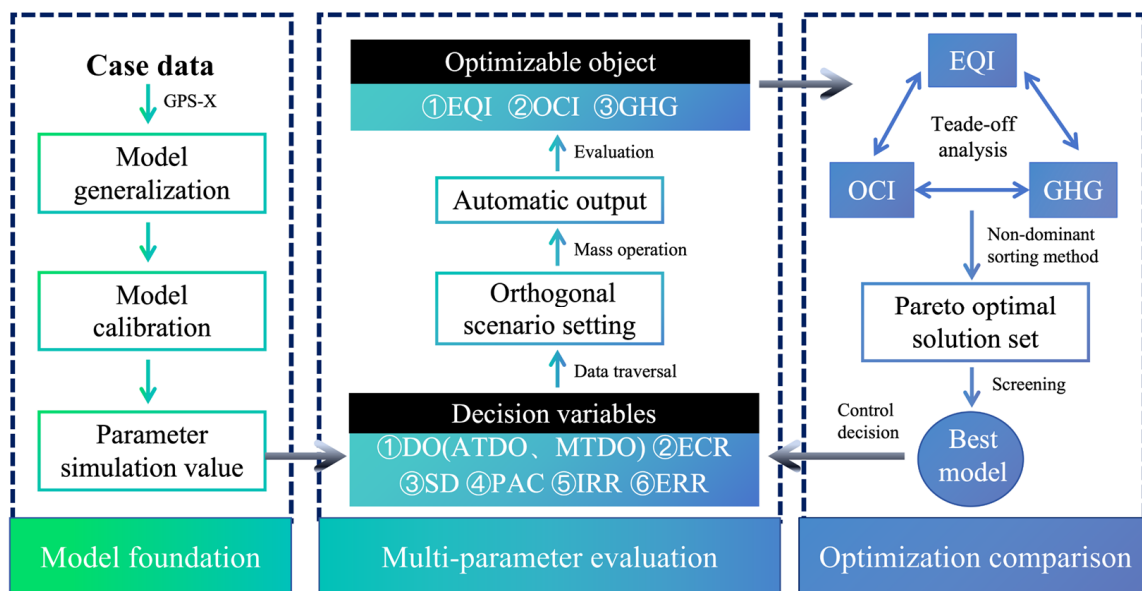 Case data
GPS-X
Model
generalization
Model
calibration
Parameter
simulation value
Model foundation
Optimizable object
①EQI ②OCI ③GHG
Evaluation
Automatic output
Mass operation
Orthogonal
scenario setting
Data traversal
Decision variables
①DO(ATDO、MTDO) ②ECR
③SD ④PAC ⑤IRR ⑥ERR
Multi-parameter evaluation
EQI
Teade-off
analysis
OCI
GHG
Non-dominant
sorting method
Pareto optimal
solution set
Screening
Control
decision
Best
model
Optimization comparison